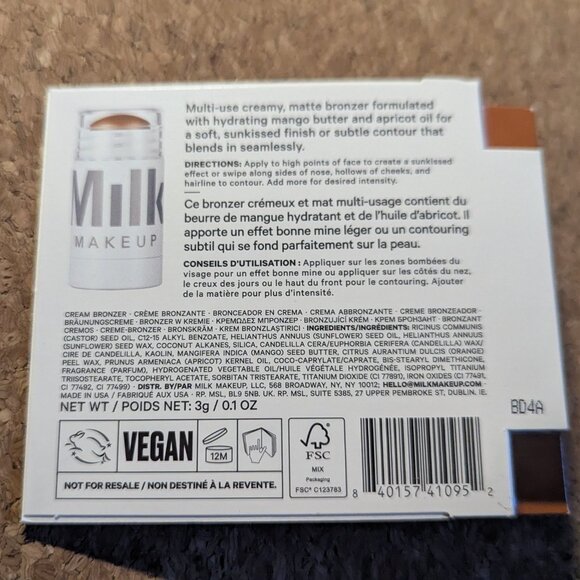 Multi-use creamy, matte bronzer formulated
with hydrating mango butter and apricot oil for
a soft, sunkissed finish or subtle contour that
blends in seamlessly.
DIRECTIONS: Apply to high points of face to create a sunkissed
effect or swipe along sides of nose, hollows of cheeks, and
hairline to contour. Add more for desired intensity.
Milk
MAKEUP
Ce bronzer crémeux et mat multi-usage contient du
beurre de mangue hydratant et de l'huile d'abricot. Il
apporte un effet bonne mine léger ou un contouring
subtil qui se fond parfaitement sur la peau.
CONSEILS D'UTILISATION : Appliquer sur les zones bombées du
visage pour un effet bonne mine ou appliquer sur les côtés du nez,
le creux des jours ou le haut du front pour le contouring. Ajouter
de la matière pour plus d'intensité.
CREAM BRONZER · CRÈME BRONZANTE · BRONCEADOR EN CREMA · CREMA ABBRONZANTE · CREME BRONZEADOR·
BRÄUNUNGSCREME · BRONZER W KREMIE · ΚΡΕΜΩΔΕΣ ΜΠΡΟΝΖΕΡ · BRONZUJÍCÍ KRÉM · КРЕМ БРОНЗАНТ · BRONZANT
CREMOS · CREME-BRONZER · BRONSKRÄM · KREM BRONZLAŞTIRICI · INGREDIENTS/INGRÉDIENTS: RICINUS COMMUNIS
(CASTOR) SEED OIL, C12-15 ALKYL BENZOATE, HELIANTHUS ANNUUS (SUNFLOWER) SEED OIL, HELIANTHUS ANNUUS
(SUNFLOWER) SEED WAX, COCONUT ALKANES, SILICA, CANDELILLA CERA/EUPHORBIA CERIFERA (CANDELILLA) WAX/
CIRE DE CANDELILLA, KAOLIN, MANGIFERA INDICA (MANGO) SEED BUTTER, CITRUS AURANTIUM DULCIS (ORANGE)
PEEL WAX, PRUNUS ARMENIACA (APRICOT) KERNEL OIL, COCO-CAPRYLATE/CAPRATE, BIS-STEARYL DIMETHICONE,
FRAGRANCE (PARFUM), HYDROGENATED VEGETABLE OIL/HUILE VÉGÉTALE HYDROGÉNÉE, ISOPROPYL TITANIUM
TRIISOSTEARATE, TOCOPHERYL ACETATE, SORBITAN TRISTEARATE, TITANIUM DIOXIDE (CI 77891), IRON OXIDES (CI 77491,
CI 77492, CI 77499) · DISTR. BY/PAR MILK MAKEUP, LLC, 568 BROADWAY, NY, NY 10012; HELLO@MILKMAKEUP.COM
MADE IN USA / FABRIQUÉ AUX USA. RP. MSL, BL9 5NB. UK. RP. MSL, SUITE 5385, 27 UPPER PEMBROKE ST, DUBLIN. IE.
NET WT / POIDS NET: 3g / 0.1 OZ
BD4A
VEGAN
12M
FSC
MIX
Packaging
FSC® C123783
NOT FOR RESALE / NON DESTINÉ À LA REVENTE.
8 40157 41095 2